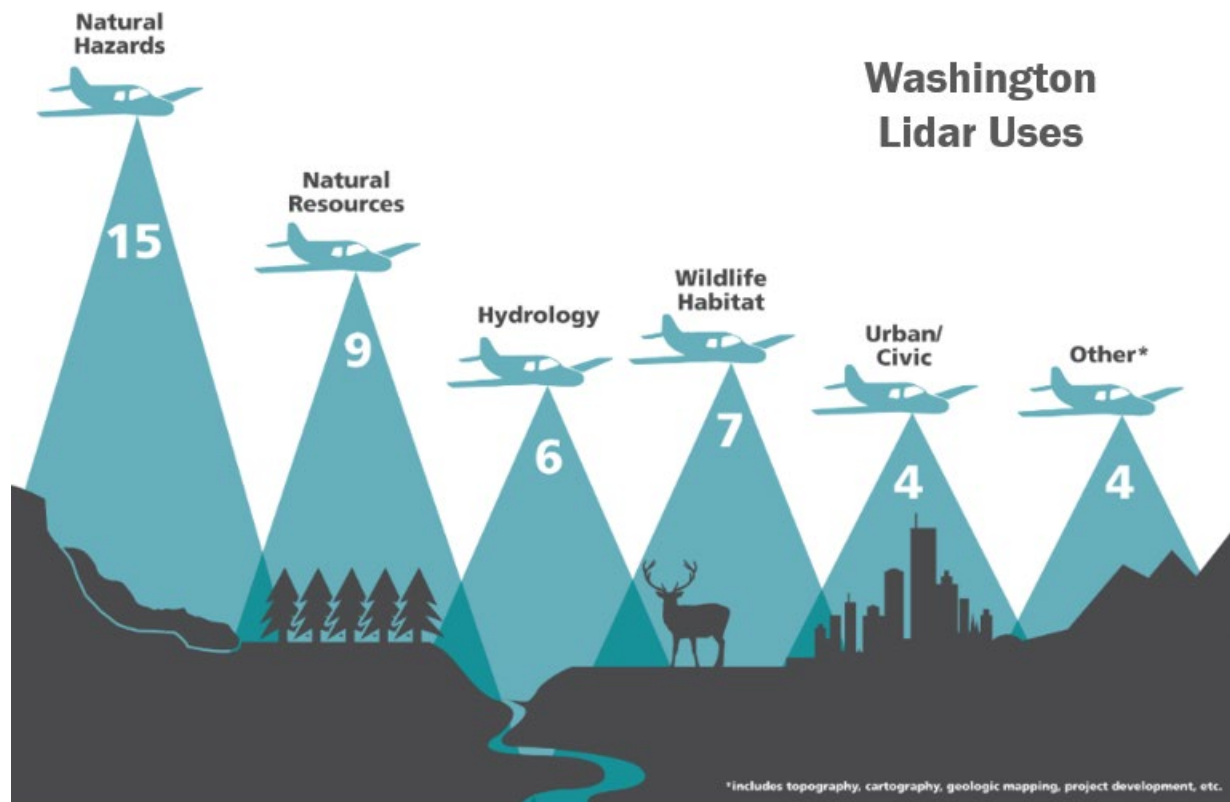 Washington
Lidar Uses
Natural
Hazards
15
Natural
Resources
9
Hydrology
6
Wildlife
Habitat
7
Urban/
Civic
4
Other*
4
*includes topography, cartography, geologic mapping, project development, etc.